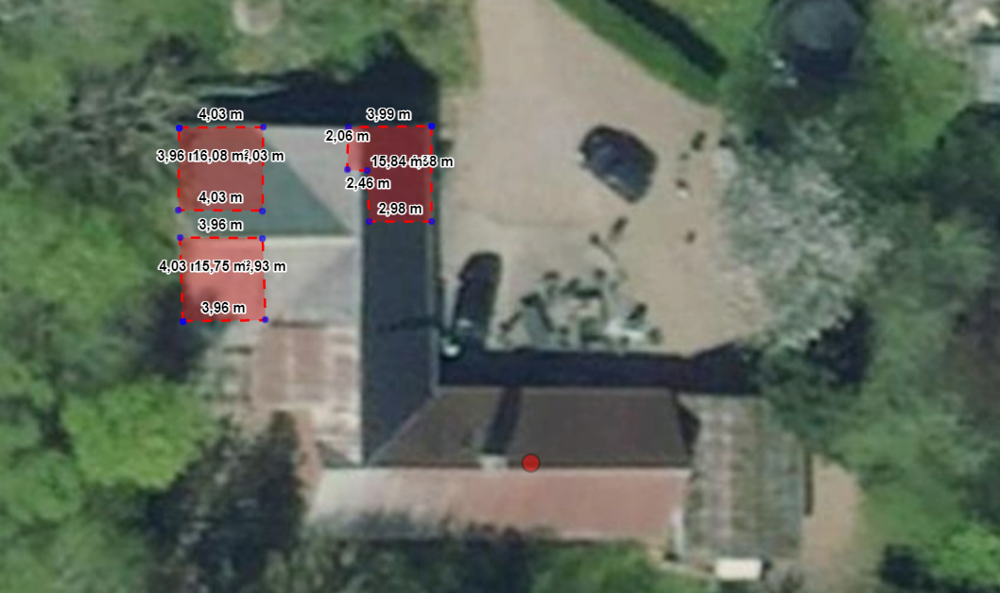 4,03 m
3,96
16,08 m²
,03 m
4,03 m
3,99 m
2,06 m
15,84 m²
8 m
2,46 m
2,98 m
3,96 m
4,03
15,75 m²
,93 m
3,96 m